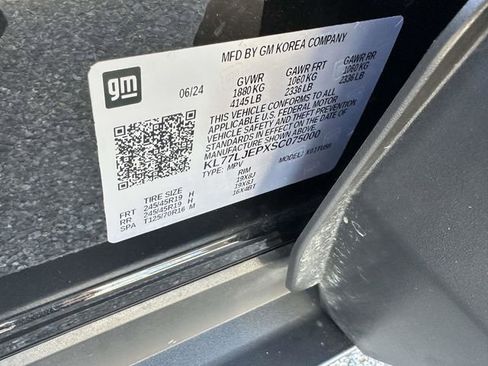 MFD BY GM KOREA COMPANY
gm
06/24
GVWR GAWR FRT GAWR RR
1880 KG 1060 KG 1060 KG
4145 LB 2336 LB 2336 LB
THIS VEHICLE CONFORMS TO ALL
APPLICABLE U.S. FEDERAL MOTOR
VEHICLE SAFETY AND BUMPER
STANDARDS IN EFFECT ON THE
DATE OF MANUFACTURE SHOWN ABOVE
KL77LJEPXSC075000
TYPE: MPV MODEL:
TIRE SIZE RIM
FRT 245/45R19 H 19X8J
RR 245/45R19 H 19X8J
SPA T125/70R16 M 16X4BT